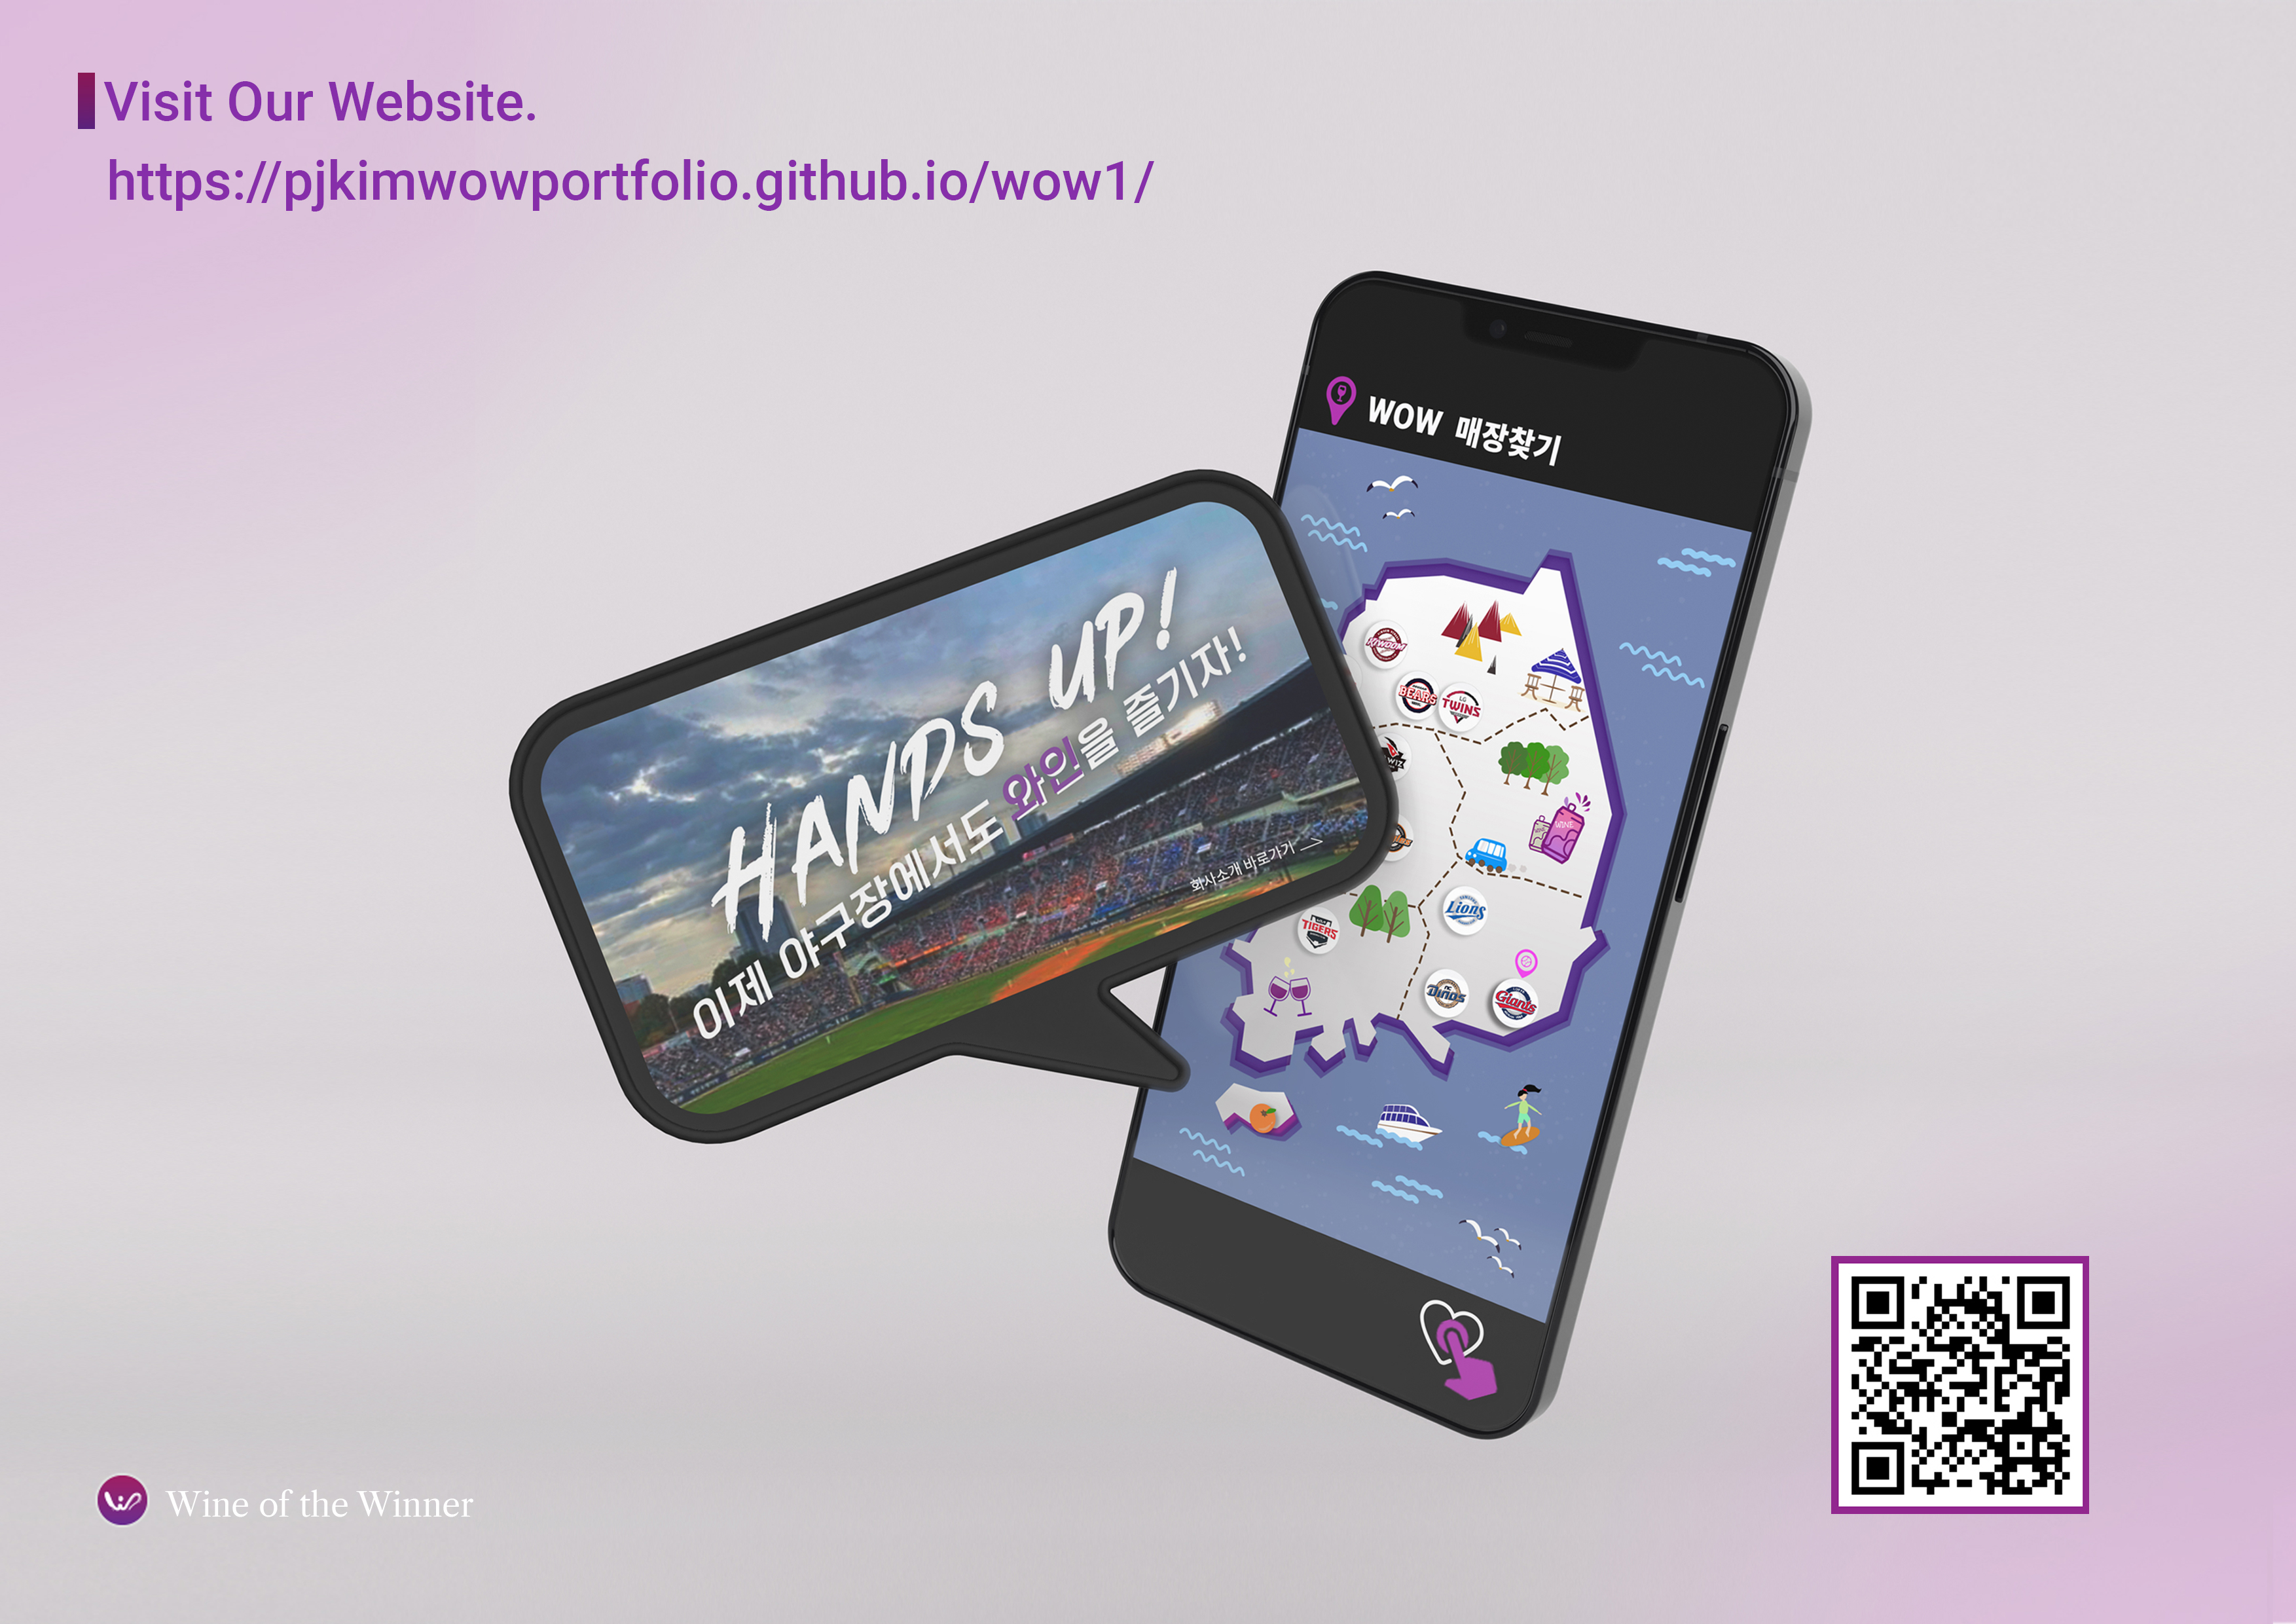 Visit Our Website.
https://pjkimwowportfolio.github.io/wow1/
WOW 매장찾기
HANDS UP!
이제 야구장에서도 와인을 즐기자!
회사소개 바로가기
KIWOOM
BEARS
LG
TWINS
WIZ
WINE
Lions
TIGERS
NC
DINOS
Giants
Wine of the Winner